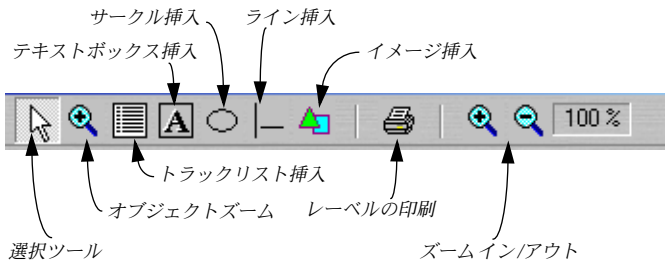 サークル挿入 ライン挿入
テキストボックス挿入 イメージ挿入
A 100 %
トラックリスト挿入
オブジェクトズーム レーベルの印刷
選択ツール ズームイン/アウト